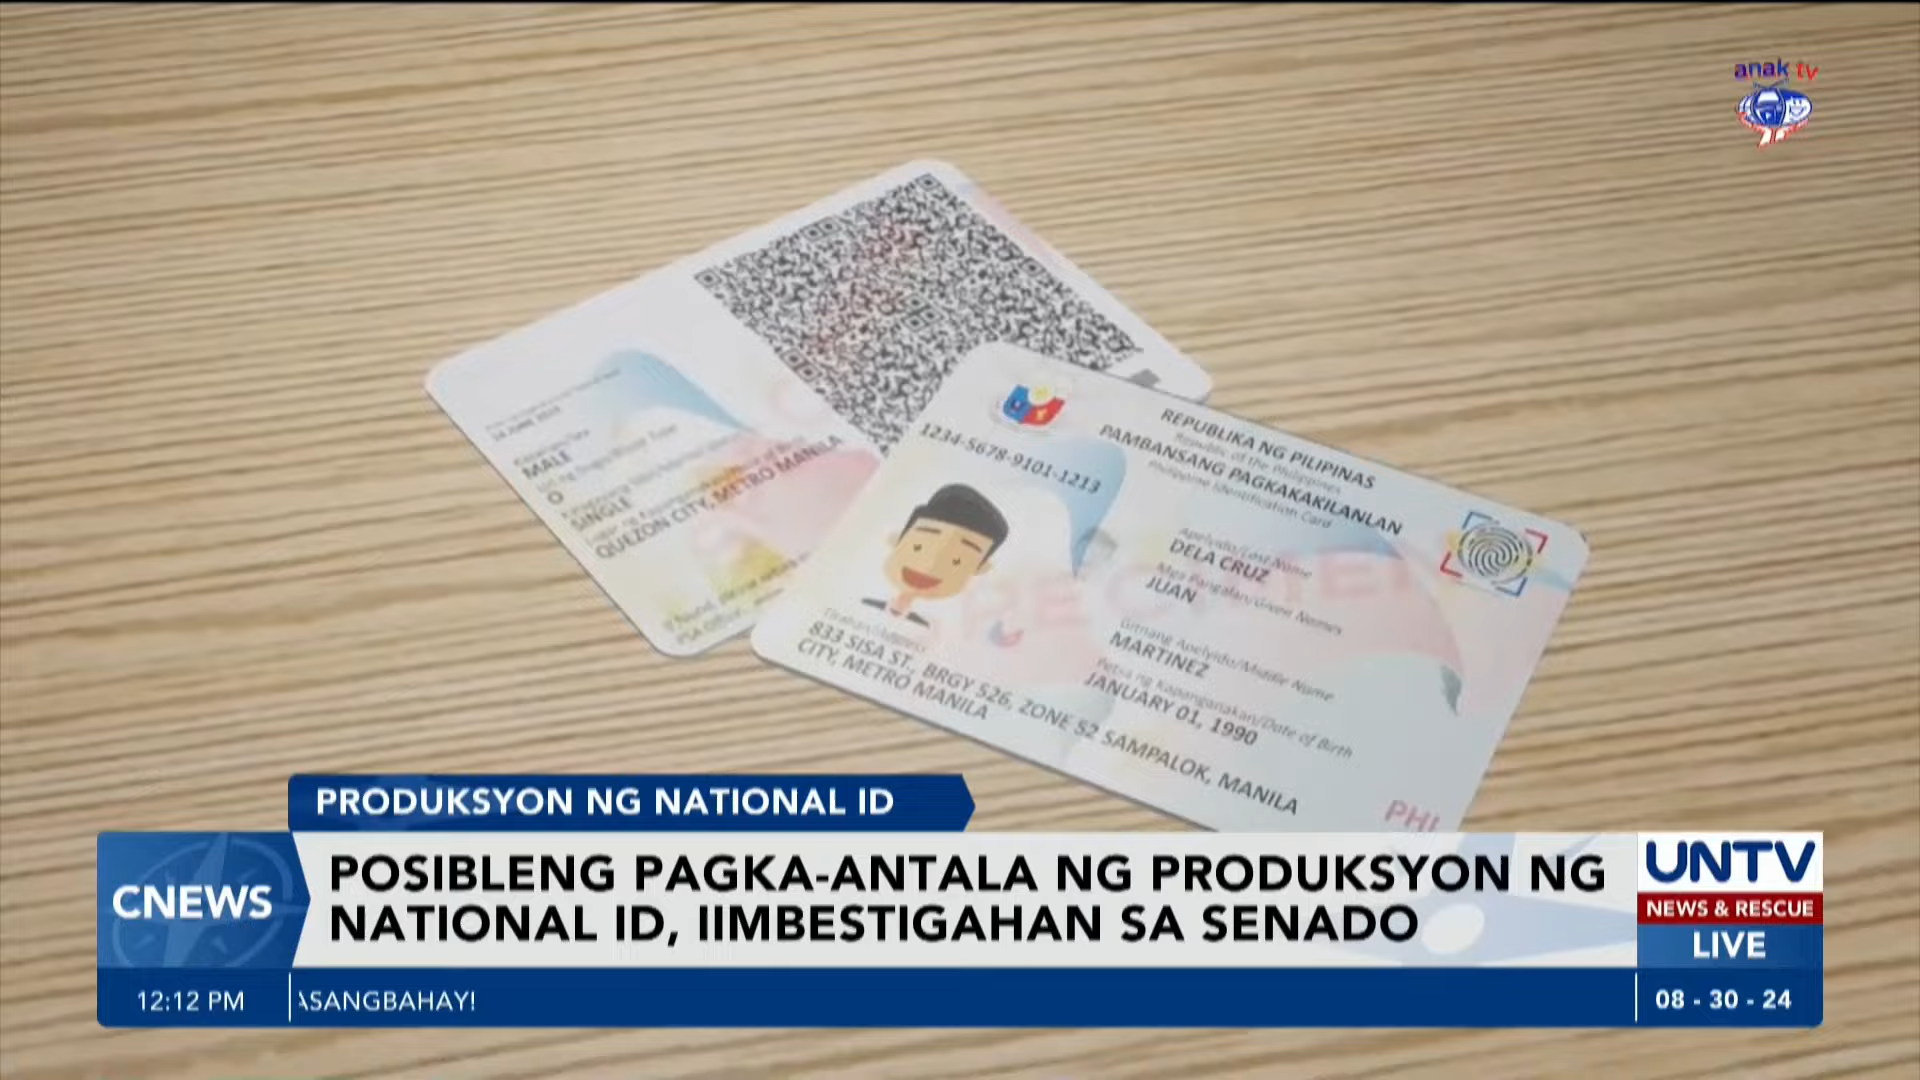 anak tv
MALE
O
SINGLE
QUEZON CITY, METRO MANILA
REPUBLIKA NG PILIPINAS
Republic of the Philippines
PAMBANSANG PAGKAKAKILANLAN
Philippine Identification Card
1234-5678-9101-1213
Apelyido/Last Name
DELA CRUZ
Mga Pangalan/Given Names
JUAN
Gitnang Apelyido/Middle Name
MARTINEZ
Petsa ng Kapanganakan/Date of Birth
JANUARY 01, 1990
Tirahan/Address
833 SISA ST., BRGY 526, ZONE 52 SAMPALOK, MANILA
CITY, METRO MANILA
PHL
PRODUKSYON NG NATIONAL ID
CNEWS
POSIBLENG PAGKA-ANTALA NG PRODUKSYON NG
NATIONAL ID, IIMBESTIGAHAN SA SENADO
UNTV
NEWS & RESCUE
LIVE
12:12 PM
ASANGBAHAY!
08 - 30 - 24